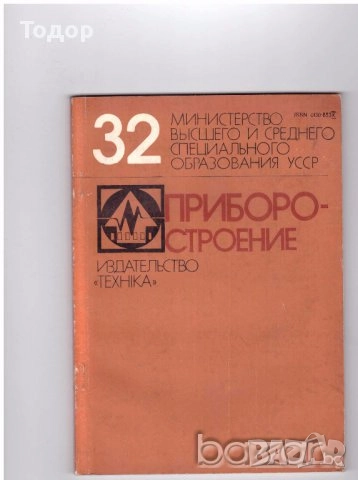 Тодор
32
МИНИСТЕРСТВО
ВЫСШЕГО И СРЕДНЕГО
СПЕЦИАЛЬНОГО
ОБРАЗОВАНИЯ УССР
ПРИБОРО-
СТРОЕНИЕ
ИЗДАТЕЛЬСТВО
«ТЕХНІКА»